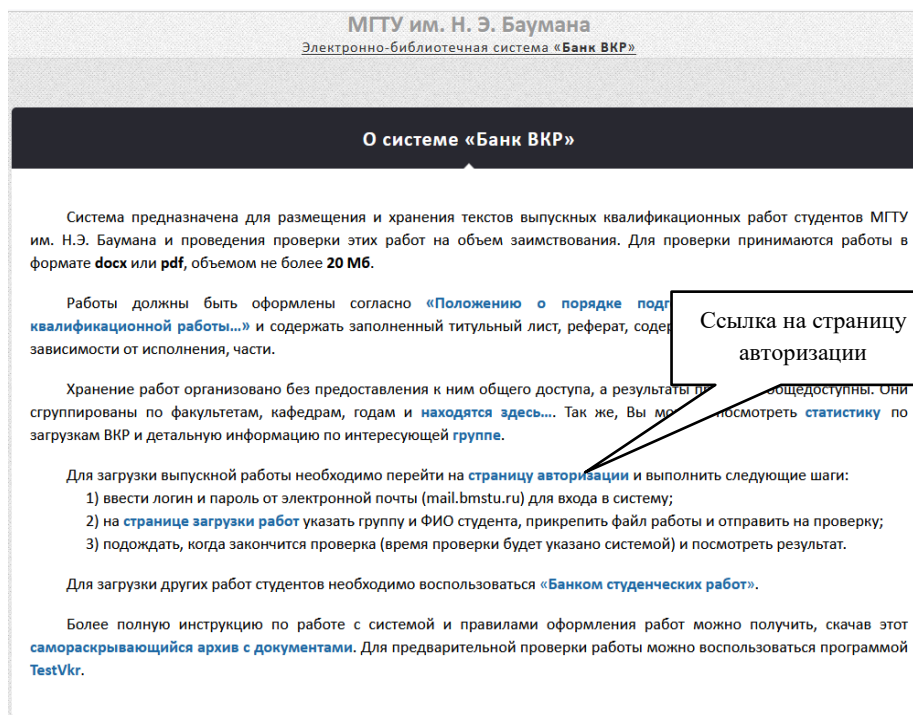 МГТУ им. Н. Э. Баумана
Электронно-библиотечная система «Банк ВКР»
О системе «Банк ВКР»
Система предназначена для размещения и хранения текстов выпускных квалификационных работ студентов МГТУ
им. Н.Э. Баумана и проведения проверки этих работ на объем заимствования. Для проверки принимаются работы в
формате docx или pdf, объемом не более 20 Мб.
Работы должны быть оформлены согласно «Положению о порядке
квалификационной работы...» и содержать заполненный титульный лист, реферат,
зависимости от исполнения, части.
Ссылка на страницу
авторизации
Хранение работ организовано без предоставления к ним общего доступа, а результаты общедоступны. Они
сгруппированы по факультетам, кафедрам, годам и находятся здесь.... Так же, Вы посмотреть статистику по
загрузкам ВКР и детальную информацию по интересующей группе.
Для загрузки выпускной работы необходимо перейти на страницу авторизации и выполнить следующие шаги:
1) ввести логин и пароль от электронной почты (mail.bmstu.ru) для входа в систему;
2) на странице загрузки работ указать группу и ФИО студента, прикрепить файл работы и отправить на проверку;
3) подождать, когда закончится проверка (время проверки будет указано системой) и посмотреть результат.
Для загрузки других работ студентов необходимо воспользоваться «Банком студенческих работ».
Более полную инструкцию по работе с системой и правилами оформления работ можно получить, скачав этот
самораскрывающийся архив с документами. Для предварительной проверки работы можно воспользоваться программой
TestVkr.